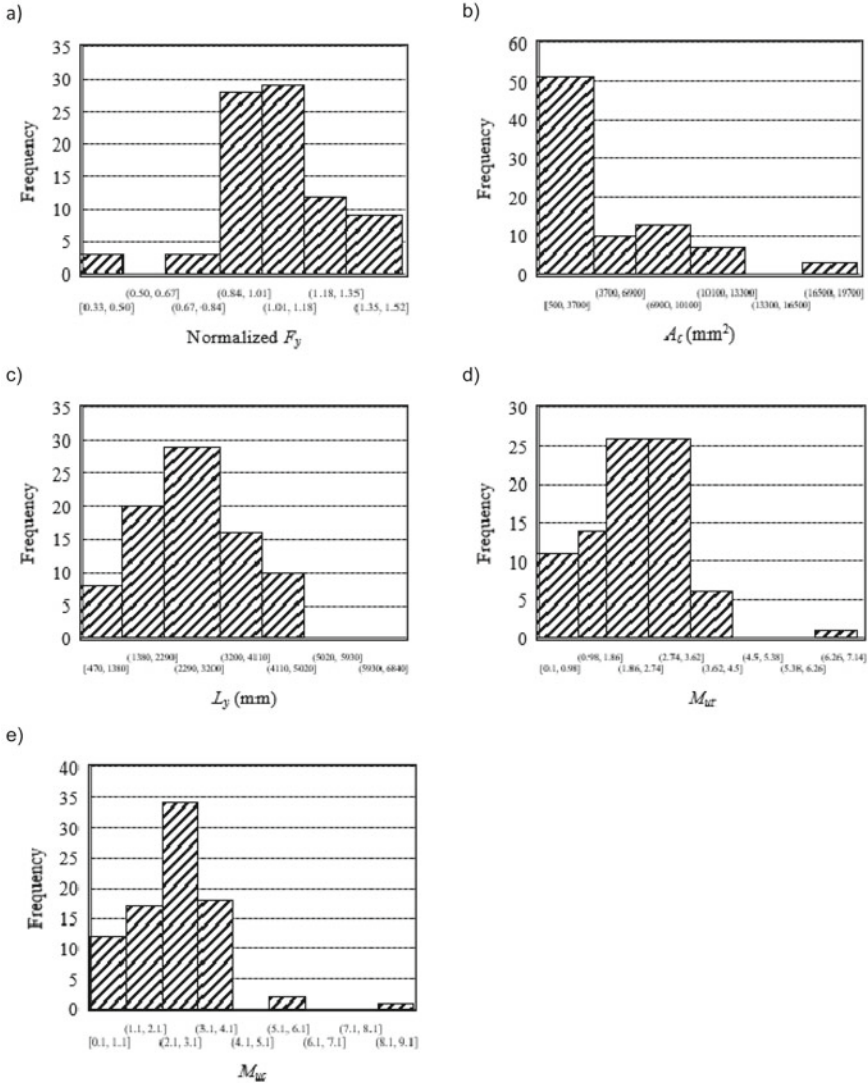 a)
35
30
25
20
15
10
5
0
Frequency
(0.50, 0.67] (0.84, 1.01] (1.18, 1.35]
[0.33, 0.50] (0.67, 0.84] (1.01, 1.18] (1.35, 1.52]
Normalized Fy
b)
60
50
40
30
20
10
0
Frequency
(3700, 6900] (10100, 13300] (16500, 19700]
[500, 3700] (6900, 10100] (13300, 16500]
Ac (mm²)
c)
35
30
25
20
15
10
5
0
Frequency
(1380, 2290] (3200, 4110] (5020, 5930]
[470, 1380] (2290, 3200] (4110, 5020] (5930, 6840]
Ly (mm)
d)
30
25
20
15
10
5
0
Frequency
(0.98, 1.86] (2.74, 3.62] (4.5, 5.38] (6.26, 7.14]
[0.1, 0.98] (1.86, 2.74] (3.62, 4.5] (5.38, 6.26]
e)
40
35
30
25
20
15
10
5
0
Frequency
(1.1, 2.1] (3.1, 4.1] (5.1, 6.1] (7.1, 8.1]
[0.1, 1.1] (2.1, 3.1] (4.1, 5.1] (6.1, 7.1] (8.1, 9.1]